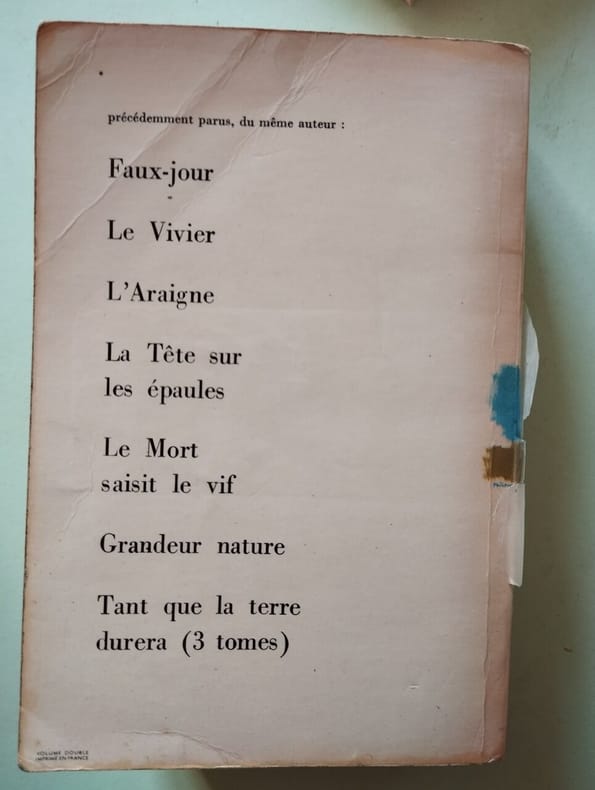 précédemment parus, du même auteur :
Faux-jour
Le Vivier
L'Araigne
La Tête sur
les épaules
Le Mort
saisit le vif
Grandeur nature
Tant que la terre
durera (3 tomes)
VOLUME DOUBLE
IMPRIMÉ EN FRANCE